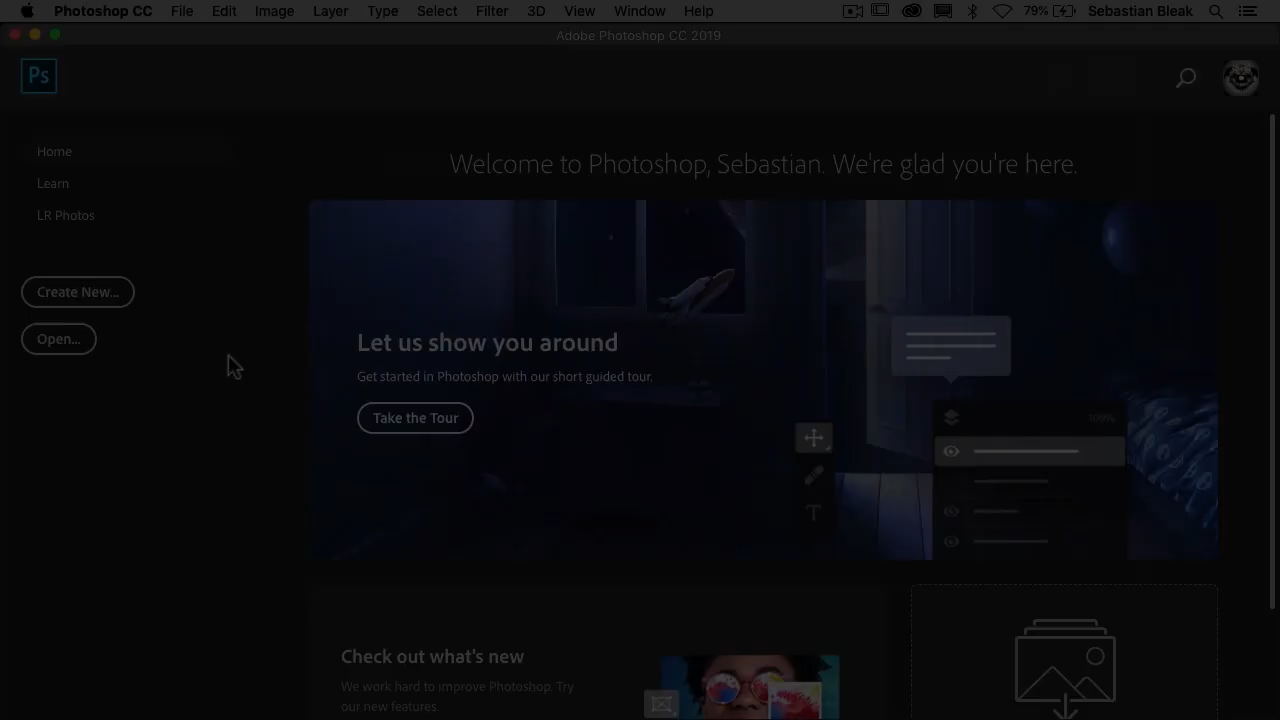 Photoshop CC File Edit Image Layer Type Select Filter 3D View Window Help 79% Sebastian Bleak
Adobe Photoshop CC 2019
Ps
Home
Learn
LR Photos
Create New...
Open...
Welcome to Photoshop, Sebastian. We're glad you're here.
Let us show you around
Get started in Photoshop with our short guided tour.
Take the Tour
100%
T
Check out what's new
We work hard to improve Photoshop. Try
our new features.